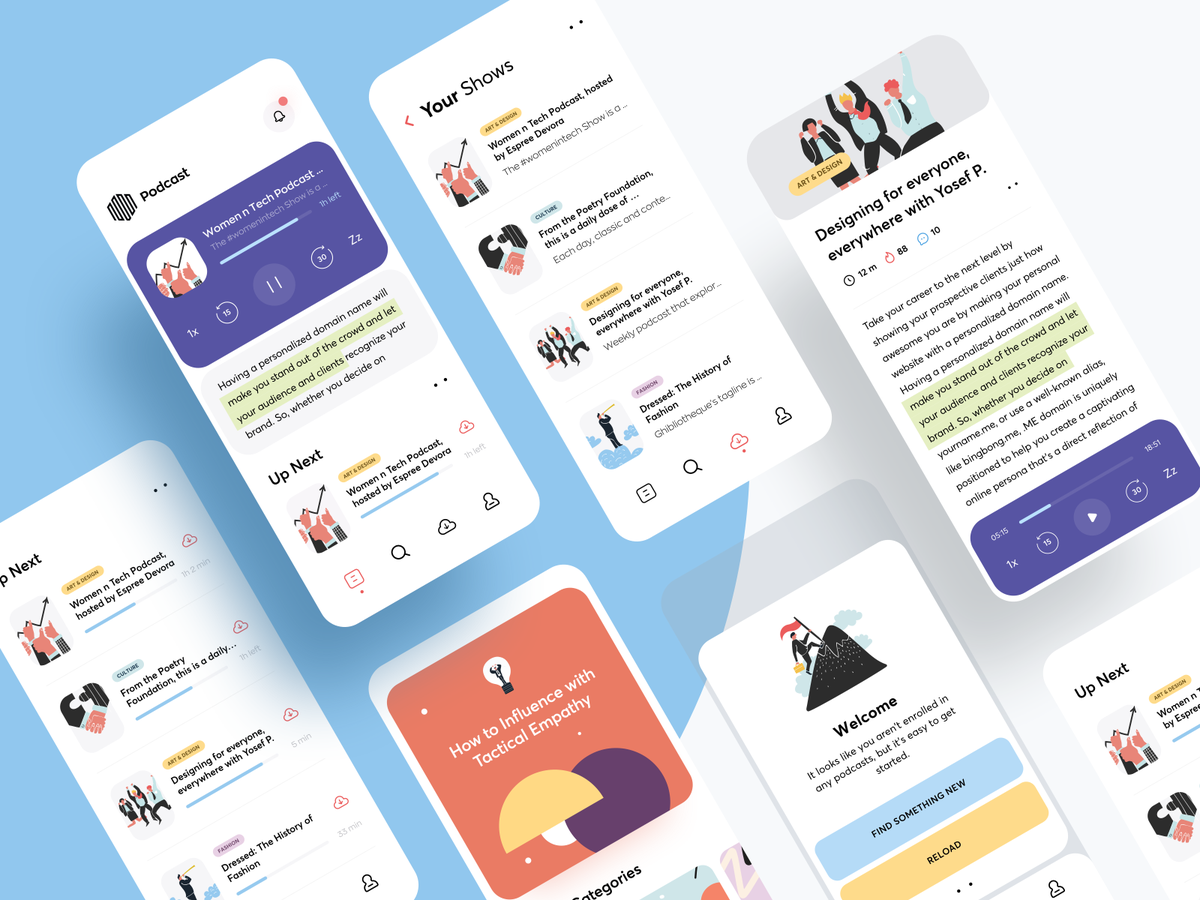 Podcast
Women n Tech Podcast ...
The #womenintech Show is a ...
1h left
15
30
1x
Zz
Having a personalized domain name will
make you stand out of the crowd and let
your audience and clients recognize your
brand. So, whether you decide on
Up Next
ART & DESIGN
Women n Tech Podcast,
hosted by Espree Devora
1h left
Your Shows
ART & DESIGN
Women n Tech Podcast, hosted
by Espree Devora
The #womenintech Show is a ...
CULTURE
From the Poetry Foundation,
this is a daily dose of ...
Each day, classic and conte...
ART & DESIGN
Designing for everyone,
everywhere with Yosef P.
Weekly podcast that explor...
FASHION
Dressed: The History of
Fashion
Ghibliotheque's tagline is ...
ART & DESIGN
Designing for everyone,
everywhere with Yosef P.
12 m
88
10
Take your career to the next level by
showing your prospective clients just how
awesome you are by making your personal
website with a personalized domain name.
Having a personalized domain name will
make you stand out of the crowd and let
your audience and clients recognize your
brand. So, whether you decide on
yourname.me, or use a well-known alias,
like bingbong.me, .ME domain is uniquely
positioned to help you create a captivating
online persona that's a direct reflection of
05:15
18:51
1x
15
30
Zz
Up Next
ART & DESIGN
Women n Tech Podcast,
hosted by Espree Devora
1h 2 min
CULTURE
From the Poetry
Foundation, this is a daily...
1h left
ART & DESIGN
Designing for everyone,
everywhere with Yosef P.
5 min
FASHION
Dressed: The History of
Fashion
33 min
How to Influence with
Tactical Empathy
Categories
Welcome
It looks like you aren't enrolled in
any podcasts, but it's easy to get
started.
FIND SOMETHING NEW
RELOAD
Up Next
ART & DESIGN
Women n
by Espree
CULTURE
From
Founda